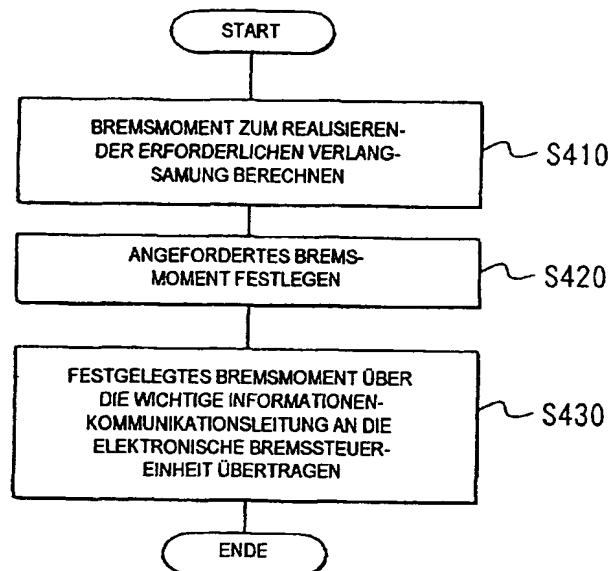 START
BREMSMOMENT ZUM REALISIEREN-
DER ERFORDERLICHEN VERLANG-
SAMUNG BERECHNEN
S410
ANGEFORDERTES BREMS-
MOMENT FESTLEGEN
S420
FESTGELEGTES BREMSMOMENT ÜBER
DIE WICHTIGE INFORMATIONEN-
KOMMUNIKATIONSLEITUNG AN DIE
ELEKTRONISCHE BREMSSTEUER-
EINHEIT ÜBERTRAGEN
S430
ENDE